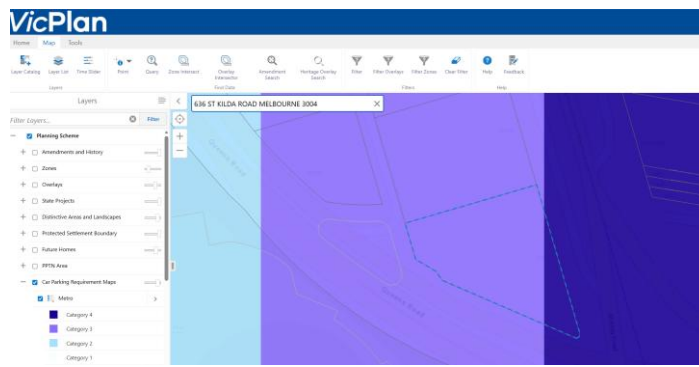 VicPlan
Home Map Tools
Layer Catalog Layer List Time Slider Point Query Zone Intersect Overlay Intersector Amendment Search Heritage Overlay Search Filter Filter Overlays Filter Zones Clear Filter Help Feedback
Layers Find Data Filters Help
Layers
636 ST KILDA ROAD MELBOURNE 3004
Filter Layers... Filter
Planning Scheme
Amendments and History
Zones
Overlays
State Projects
Distinctive Areas and Landscapes
Protected Settlement Boundary
Future Homes
PPTN Area
Car Parking Requirement Maps
Metro
Category 4
Category 3
Category 2
Category 1
Queens Road
Queens Road